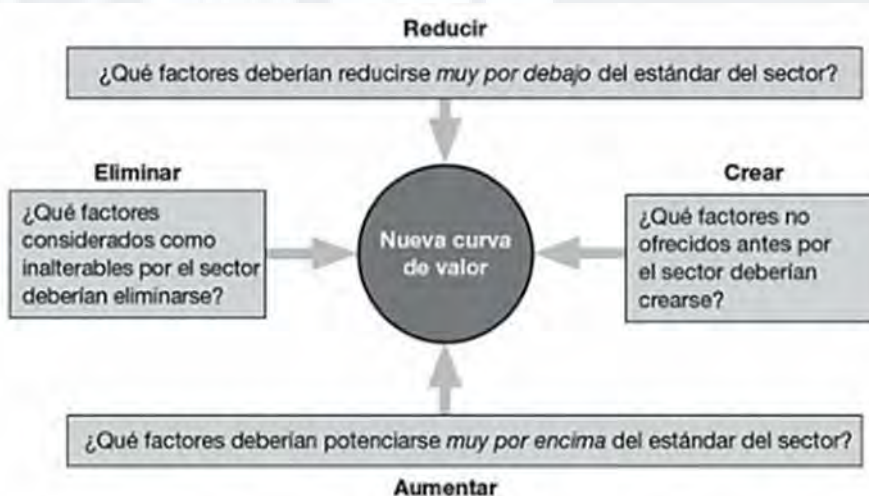 Reducir
¿Qué factores deberían reducirse muy por debajo del estándar del sector?
Eliminar
¿Qué factores
considerados como
inalterables por el sector
deberían eliminarse?
Nueva curva
de valor
Crear
¿Qué factores no
ofrecidos antes por
el sector deberían
crearse?
¿Qué factores deberían potenciarse muy por encima del estándar del sector?
Aumentar